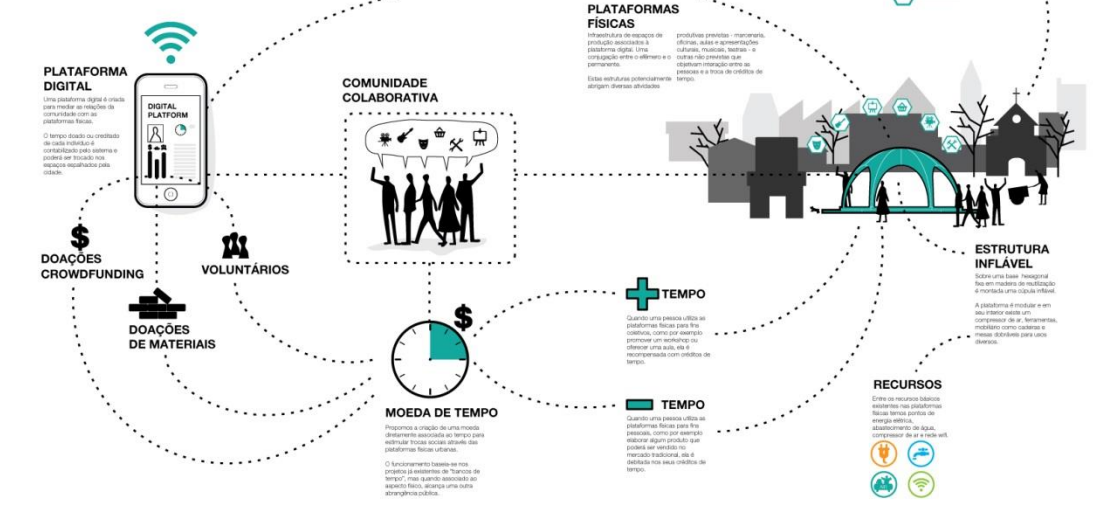 PLATAFORMAS
FÍSICAS
Infraestrutura de espaços de
produção associados à
plataforma digital. Uma
conjugação entre o efêmero e o
permanente.
Estas estruturas potencialmente
abrigam diversas atividades
produtivas previstas - marcenaria,
oficinas, aulas e apresentações
culturais, musicais, teatrais - e
outras não previstas que
objetivam interação entre as
pessoas e a troca de créditos de
tempo.
PLATAFORMA
DIGITAL
Uma plataforma digital é criada
para mediar as relações da
comunidade com as
plataformas físicas.
O tempo doado ou creditado
de cada indivíduo é
contabilizado pelo sistema e
poderá ser trocado nos
espaços espalhados pela
cidade.
DIGITAL
PLATFORM
COMUNIDADE
COLABORATIVA
$
DOAÇÕES
CROWDFUNDING
VOLUNTÁRIOS
DOAÇÕES
DE MATERIAIS
$
MOEDA DE TEMPO
Propomos a criação de uma moeda
diretamente associada ao tempo para
estimular trocas sociais através das
plataformas físicas urbanas.
O funcionamento baseia-se nos
projetos já existentes de "bancos de
tempo", mas quando associado ao
aspecto físico, alcança uma outra
abrangência pública.
TEMPO
Quando uma pessoa utiliza as
plataformas físicas para fins
coletivos, como por exemplo
promover um workshop ou
oferecer uma aula, ela é
recompensada com créditos de
tempo.
TEMPO
Quando uma pessoa utiliza as
plataformas físicas para fins
pessoais, como por exemplo
elaborar algum produto que
poderá ser vendido no
mercado tradicional, ela é
debitada nos seus créditos de
tempo.
ESTRUTURA
INFLÁVEL
Sobre uma base hexagonal
fixa em madeira de reutilização
é montada uma cúpula inflável.
A plataforma é modular e em
seu interior existe um
compressor de ar, ferramentas,
mobiliário como cadeiras e
mesas dobráveis para usos
diversos.
RECURSOS
Entre os recursos básicos
existentes nas plataformas
físicas temos pontos de
energia elétrica,
abastecimento de água,
compressor de ar e rede wifi.